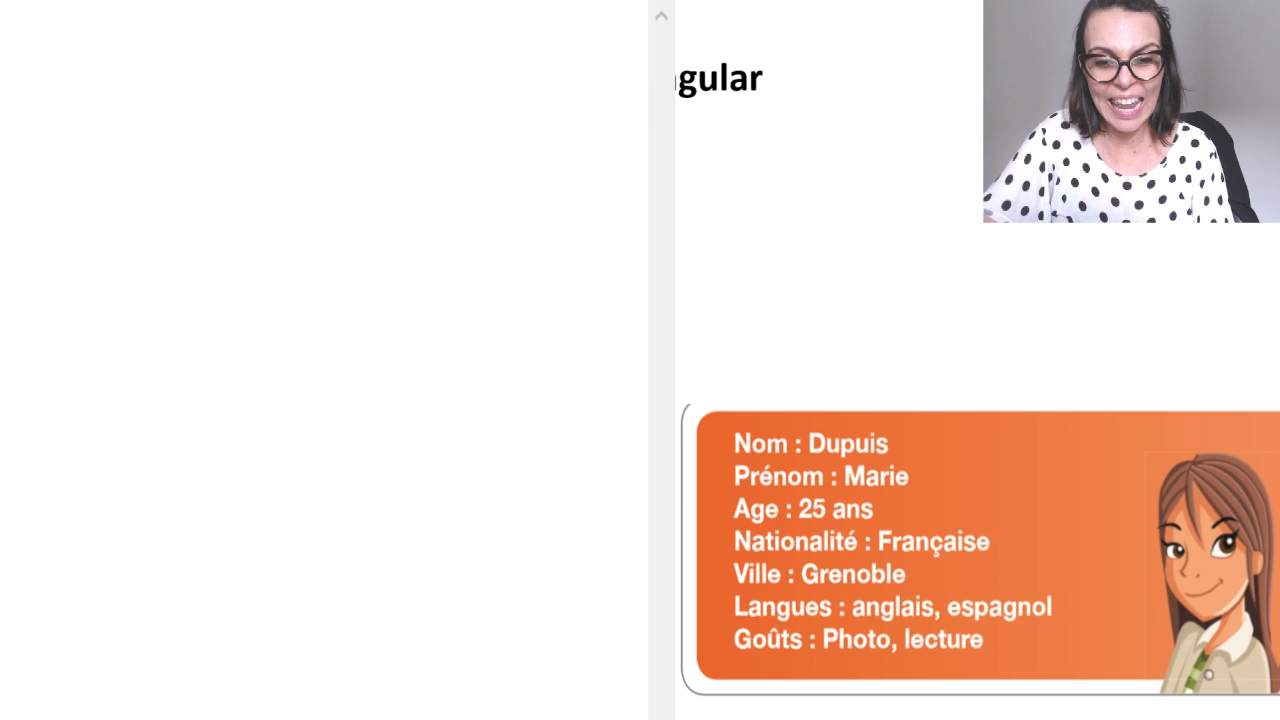 gular
Nom : Dupuis
Prénom : Marie
Age : 25 ans
Nationalité : Française
Ville : Grenoble
Langues : anglais, espagnol
Goûts : Photo, lecture